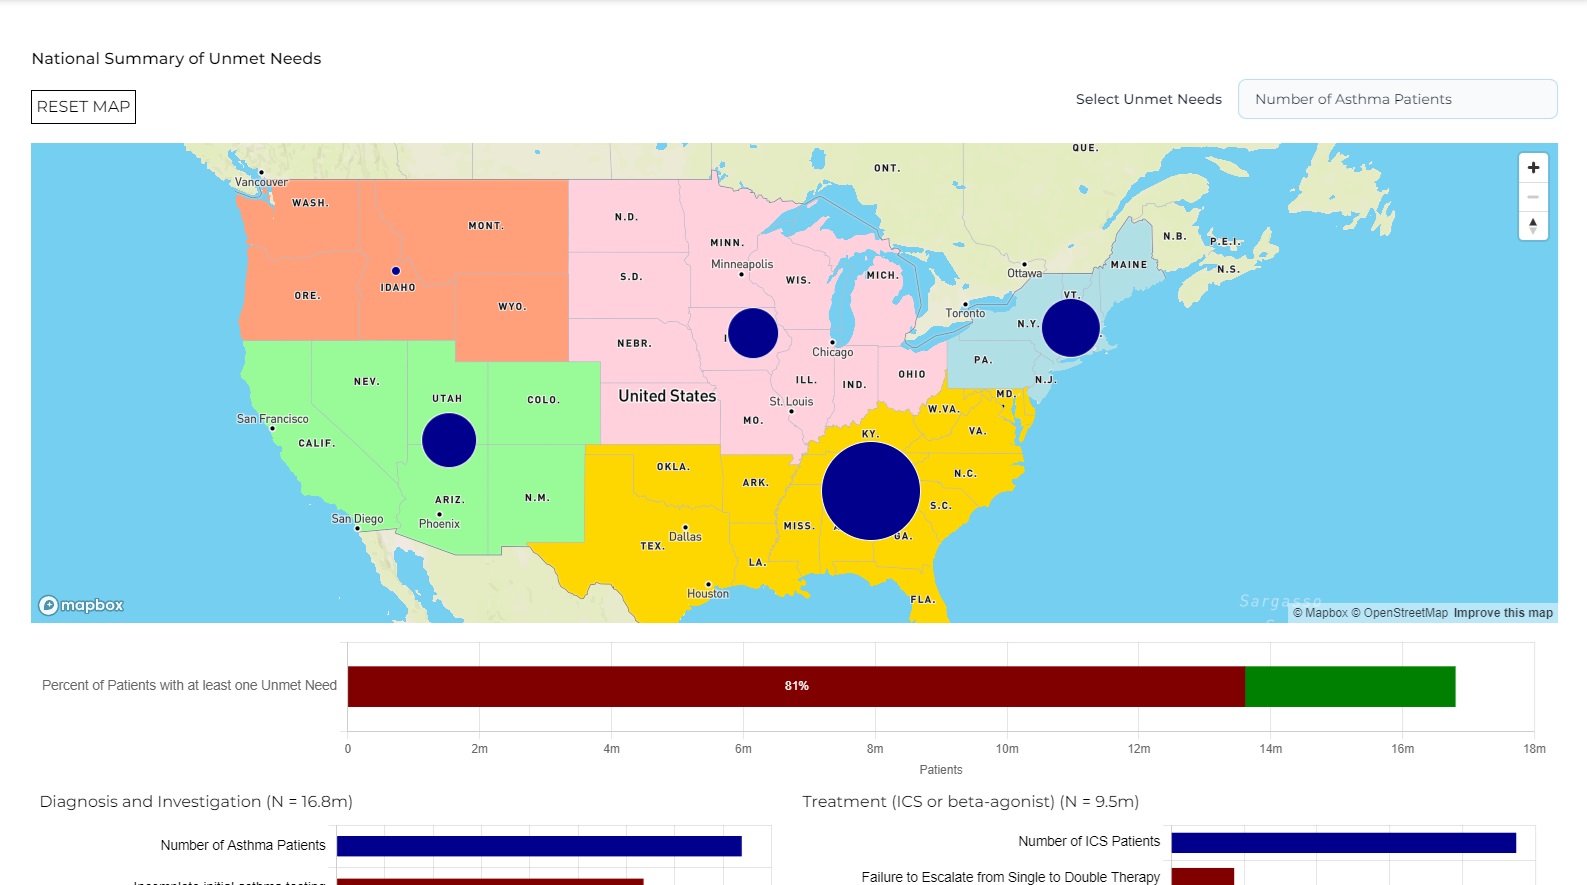 National Summary of Unmet Needs
RESET MAP
Select Unmet Needs
Number of Asthma Patients
QUE.
ONT.
Vancouver
WASH.
MONT.
N.D.
MINN.
N.B.
P.E.I.
Minneapolis
MAINE
Ottawa
N.S.
S.D.
WIS.
MICH.
IDAHO
ORE.
WYO.
VT.
Toronto
N.Y.
NEBR.
Chicago
PA.
OHIO
NEV.
ILL.
IND.
N.J.
UTAH
COLO.
United States
MD.
St. Louis
W.VA.
San Francisco
MO.
KY.
VA.
CALIF.
OKLA.
N.C.
ARK.
ARIZ.
N.M.
S.C.
San Diego
Phoenix
MISS.
Dallas
GA.
TEX.
LA.
Houston
FLA.
Sargasso
mapbox
© Mapbox © OpenStreetMap Improve this map
Percent of Patients with at least one Unmet Need
81%
0 2m 4m 6m 8m 10m 12m 14m 16m 18m
Patients
Diagnosis and Investigation (N = 16.8m)
Treatment (ICS or beta-agonist) (N = 9.5m)
Number of Asthma Patients
Number of ICS Patients
Incomplete initial asthma testing
Failure to Escalate from Single to Double Therapy